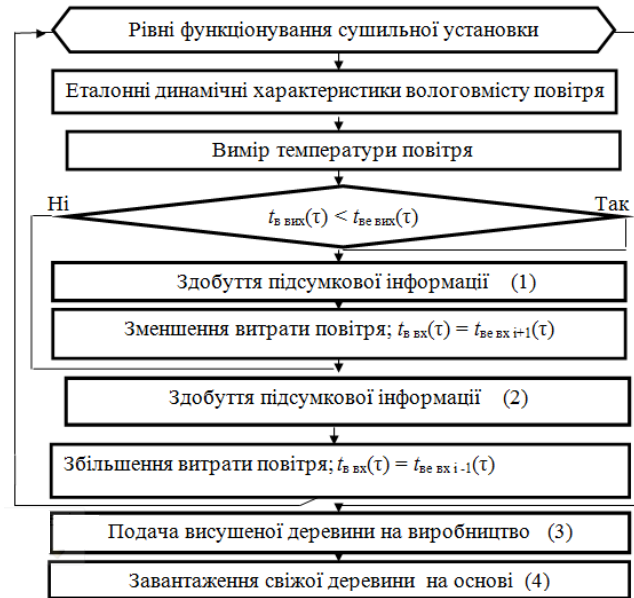 Рівні функціонування сушильної установки
Еталонні динамічні характеристики вологовмісту повітря
Вимір температури повітря
Ні
Так
tв вих(τ) < tве вих(τ)
Здобуття підсумкової інформації (1)
Зменшення витрати повітря; tв вх(τ) = tве вх i+1(τ)
Здобуття підсумкової інформації (2)
Збільшення витрати повітря; tв вх(τ) = tве вх i -1(τ)
Подача висушеної деревини на виробництво (3)
Завантаження свіжої деревини на основі (4)